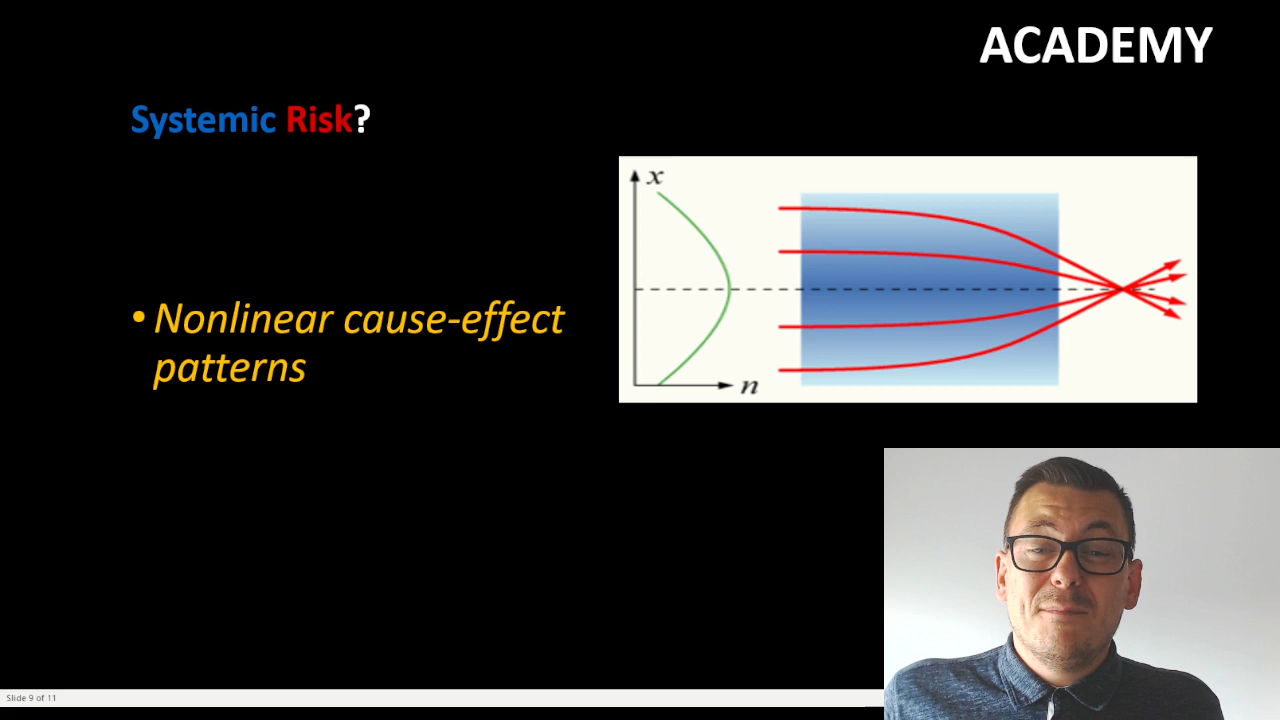 ACADEMY
Systemic Risk?
x
n
• Nonlinear cause-effect
patterns
Slide 9 of 11